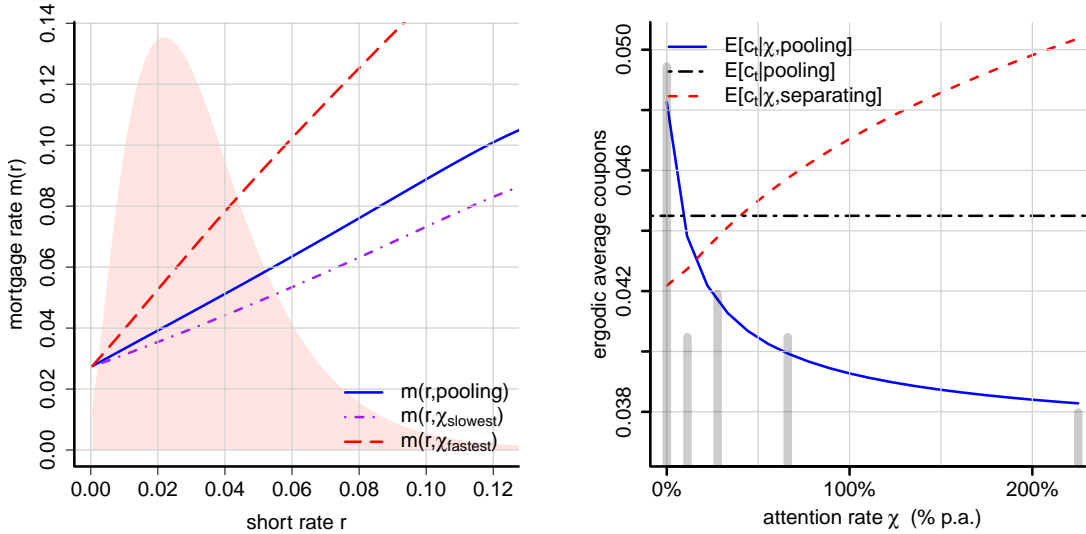 mortgage rate m(r)
0.14
0.12
0.10
0.08
0.06
0.04
0.02
0.00
m(r,pooling)
m(r,χslowest)
m(r,χfastest)
0.00 0.02 0.04 0.06 0.08 0.10 0.12
short rate r
ergodic average coupons
0.050
0.046
0.042
0.038
E[ct|χ,pooling]
E[ct|pooling]
E[ct|χ,separating]
0% 100% 200%
attention rate χ (% p.a.)